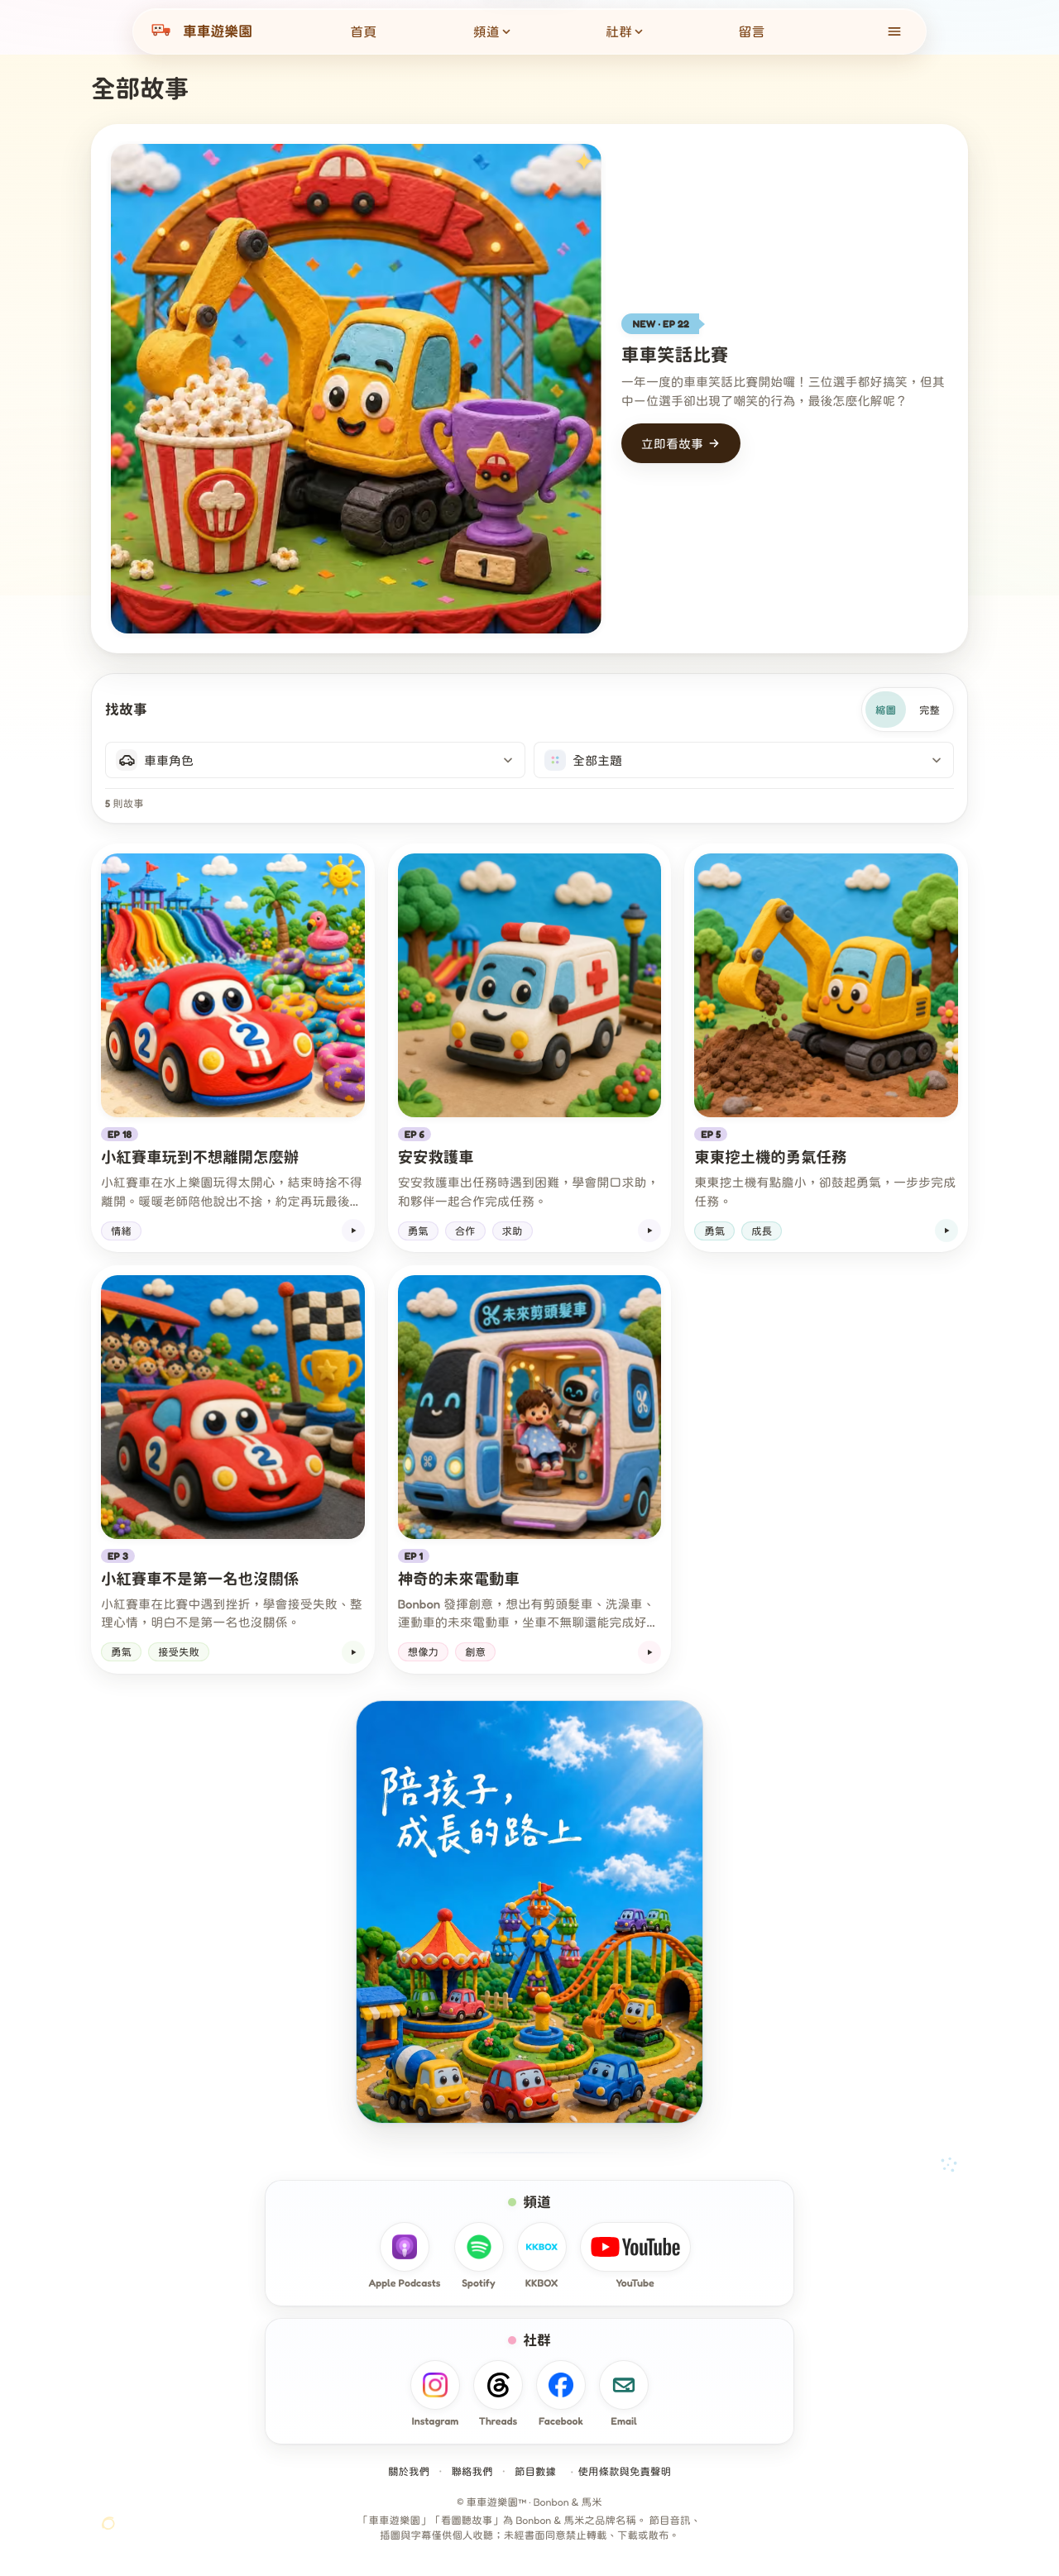 車車遊樂園
首頁
頻道
社群
留言
全部故事
1
NEW · EP 22
車車笑話比賽
一年一度的車車笑話比賽開始囉！三位選手都好搞笑，但其
中一位選手卻出現了嘲笑的行為，最後怎麼化解呢？
立即看故事 →
找故事
縮圖
完整
車車角色
全部主題
5 則故事
2
2
EP 18
小紅賽車玩到不想離開怎麼辦
小紅賽車在水上樂園玩得太開心，結束時捨不得
離開。暖暖老師陪他說出不捨，約定再玩最後...
情緒
EP 6
安安救護車
安安救護車出任務時遇到困難，學會開口求助，
和夥伴一起合作完成任務。
勇氣
合作
求助
EP 5
東東挖土機的勇氣任務
東東挖土機有點膽小，卻鼓起勇氣，一步步完成
任務。
勇氣
成長
2
2
EP 3
小紅賽車不是第一名也沒關係
小紅賽車在比賽中遇到挫折，學會接受失敗、整
理心情，明白不是第一名也沒關係。
勇氣
接受失敗
未來剪頭髮車
EP 1
神奇的未來電動車
Bonbon 發揮創意，想出有剪頭髮車、洗澡車、
運動車的未來電動車，坐車不無聊還能完成好...
想像力
創意
陪孩子，
成長的路上
頻道
KKBOX
YouTube
Apple Podcasts
Spotify
KKBOX
YouTube
社群
Instagram
Threads
Facebook
Email
關於我們 · 聯絡我們 · 節目數據 · 使用條款與免責聲明
© 車車遊樂園™ · Bonbon & 馬米
「車車遊樂園」「看圖聽故事」為 Bonbon & 馬米之品牌名稱。 節目音訊、
插圖與字幕僅供個人收聽；未經書面同意禁止轉載、下載或散布。